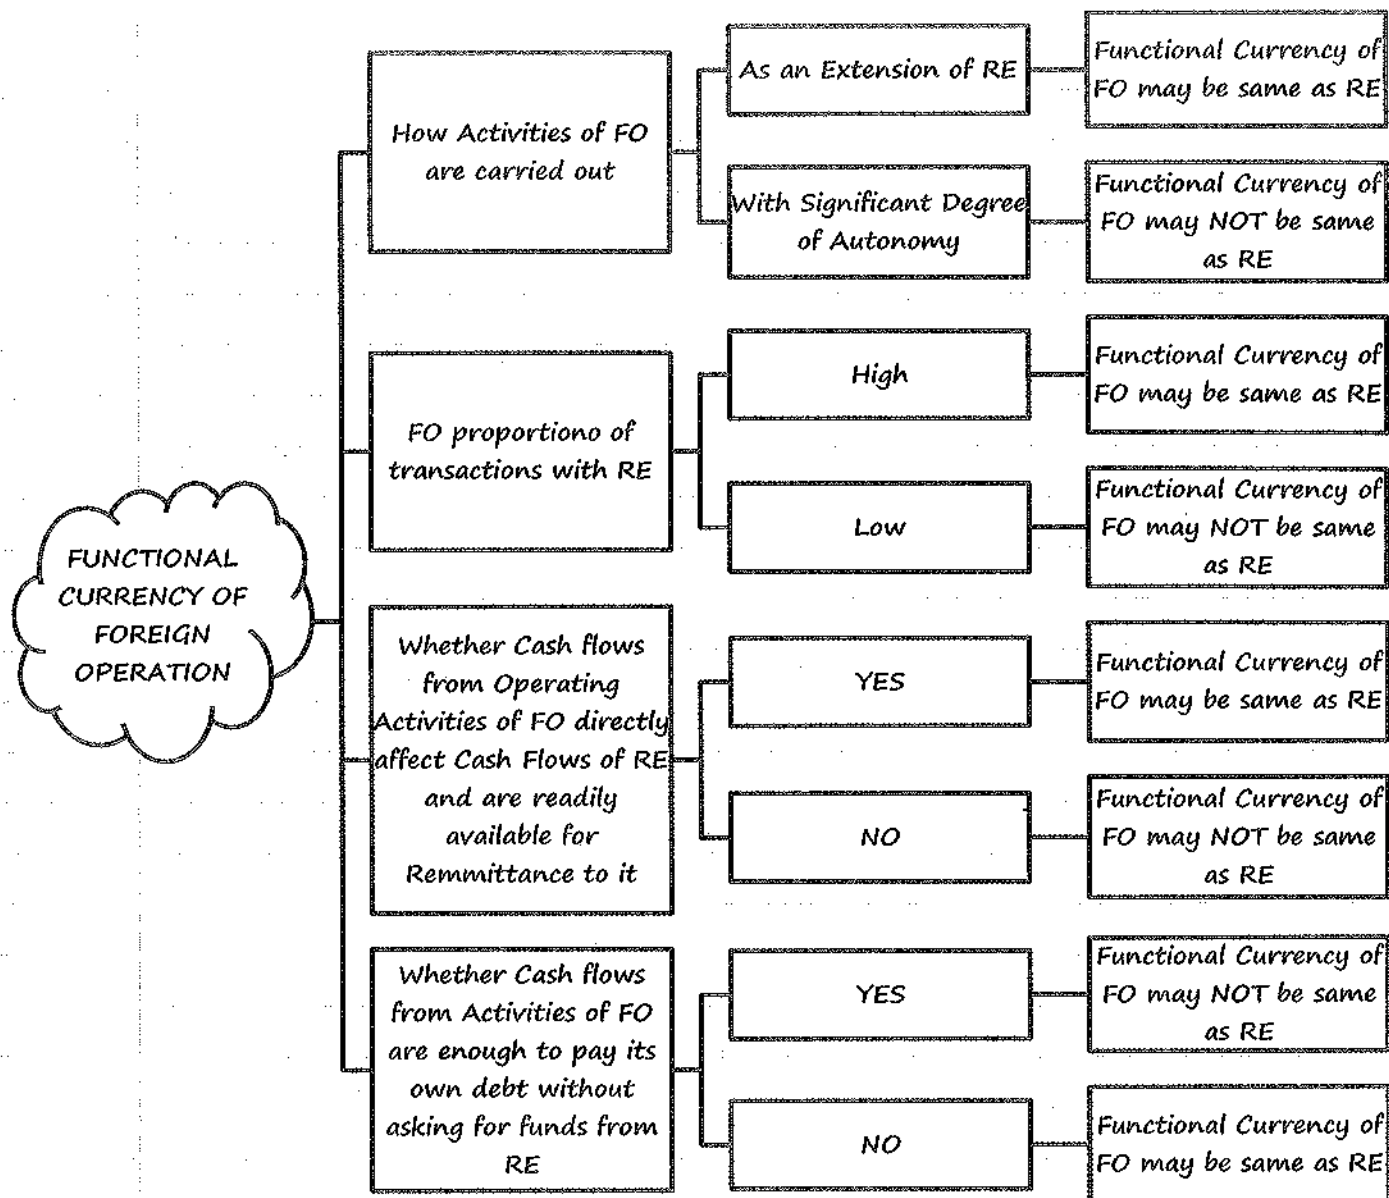 FUNCTIONAL
CURRENCY OF
FOREIGN
OPERATION
How Activities of FO
are carried out
As an Extension of RE
Functional Currency of
FO may be same as RE
With Significant Degree
of Autonomy
Functional Currency of
FO may NOT be same
as RE
FO proportiono of
transactions with RE
High
Functional Currency of
FO may be same as RE
Low
Functional Currency of
FO may NOT be same
as RE
Whether Cash flows
from Operating
Activities of FO directly
affect Cash Flows of RE
and are readily
available for
Remmittance to it
YES
Functional Currency of
FO may be same as RE
NO
Functional Currency of
FO may NOT be same
as RE
Whether Cash flows
from Activities of FO
are enough to pay its
own debt without
asking for funds from
RE
YES
Functional Currency of
FO may NOT be same
as RE
NO
Functional Currency of
FO may be same as RE